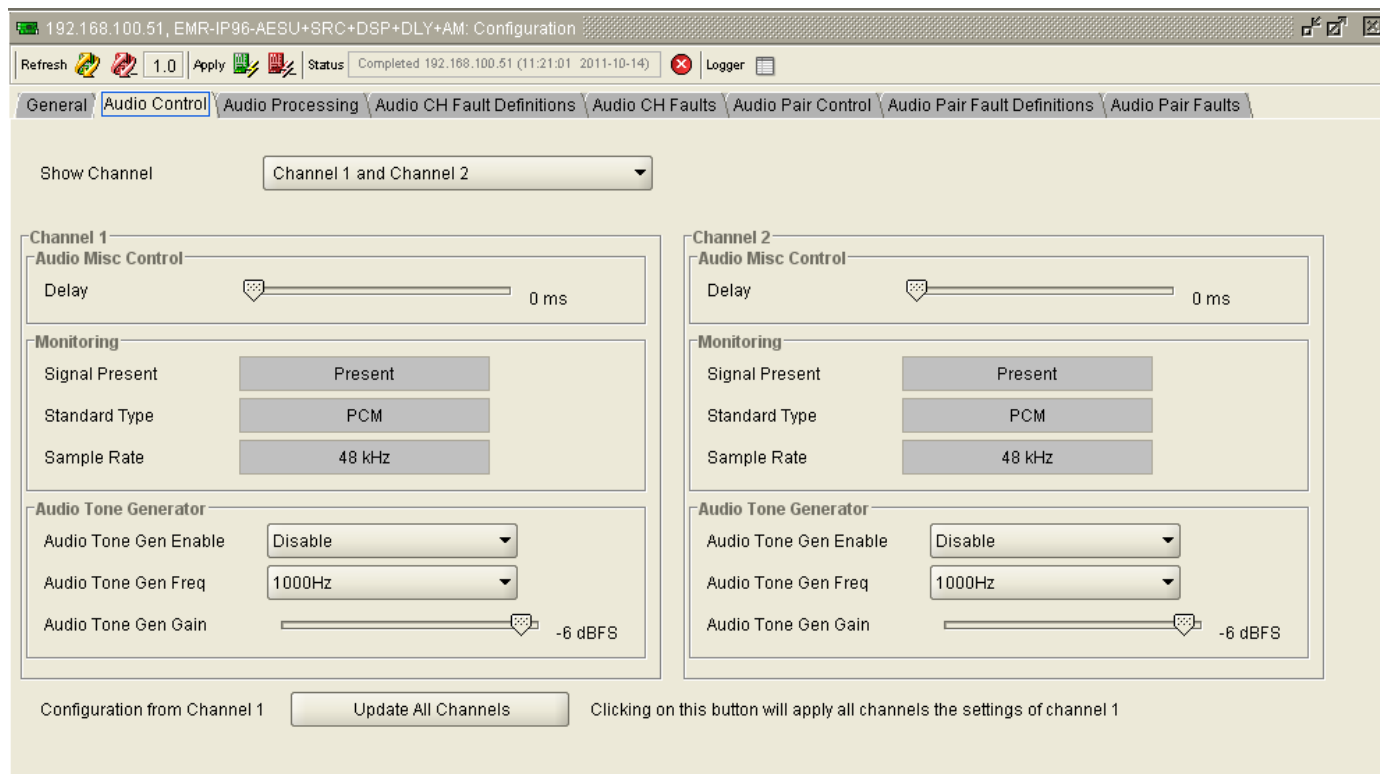 192.168.100.51, EMR-IP96-AESU+SRC+DSP+DLY+AM: Configuration
Refresh 1.0 Apply Status Completed 192.168.100.51 (11:21:01 2011-10-14) Logger
General Audio Control Audio Processing Audio CH Fault Definitions Audio CH Faults Audio Pair Control Audio Pair Fault Definitions Audio Pair Faults
Show Channel Channel 1 and Channel 2
Channel 1
Audio Misc Control
Delay 0 ms
Monitoring
Signal Present Present
Standard Type PCM
Sample Rate 48 kHz
Audio Tone Generator
Audio Tone Gen Enable Disable
Audio Tone Gen Freq 1000Hz
Audio Tone Gen Gain -6 dBFS
Channel 2
Audio Misc Control
Delay 0 ms
Monitoring
Signal Present Present
Standard Type PCM
Sample Rate 48 kHz
Audio Tone Generator
Audio Tone Gen Enable Disable
Audio Tone Gen Freq 1000Hz
Audio Tone Gen Gain -6 dBFS
Configuration from Channel 1 Update All Channels Clicking on this button will apply all channels the settings of channel 1